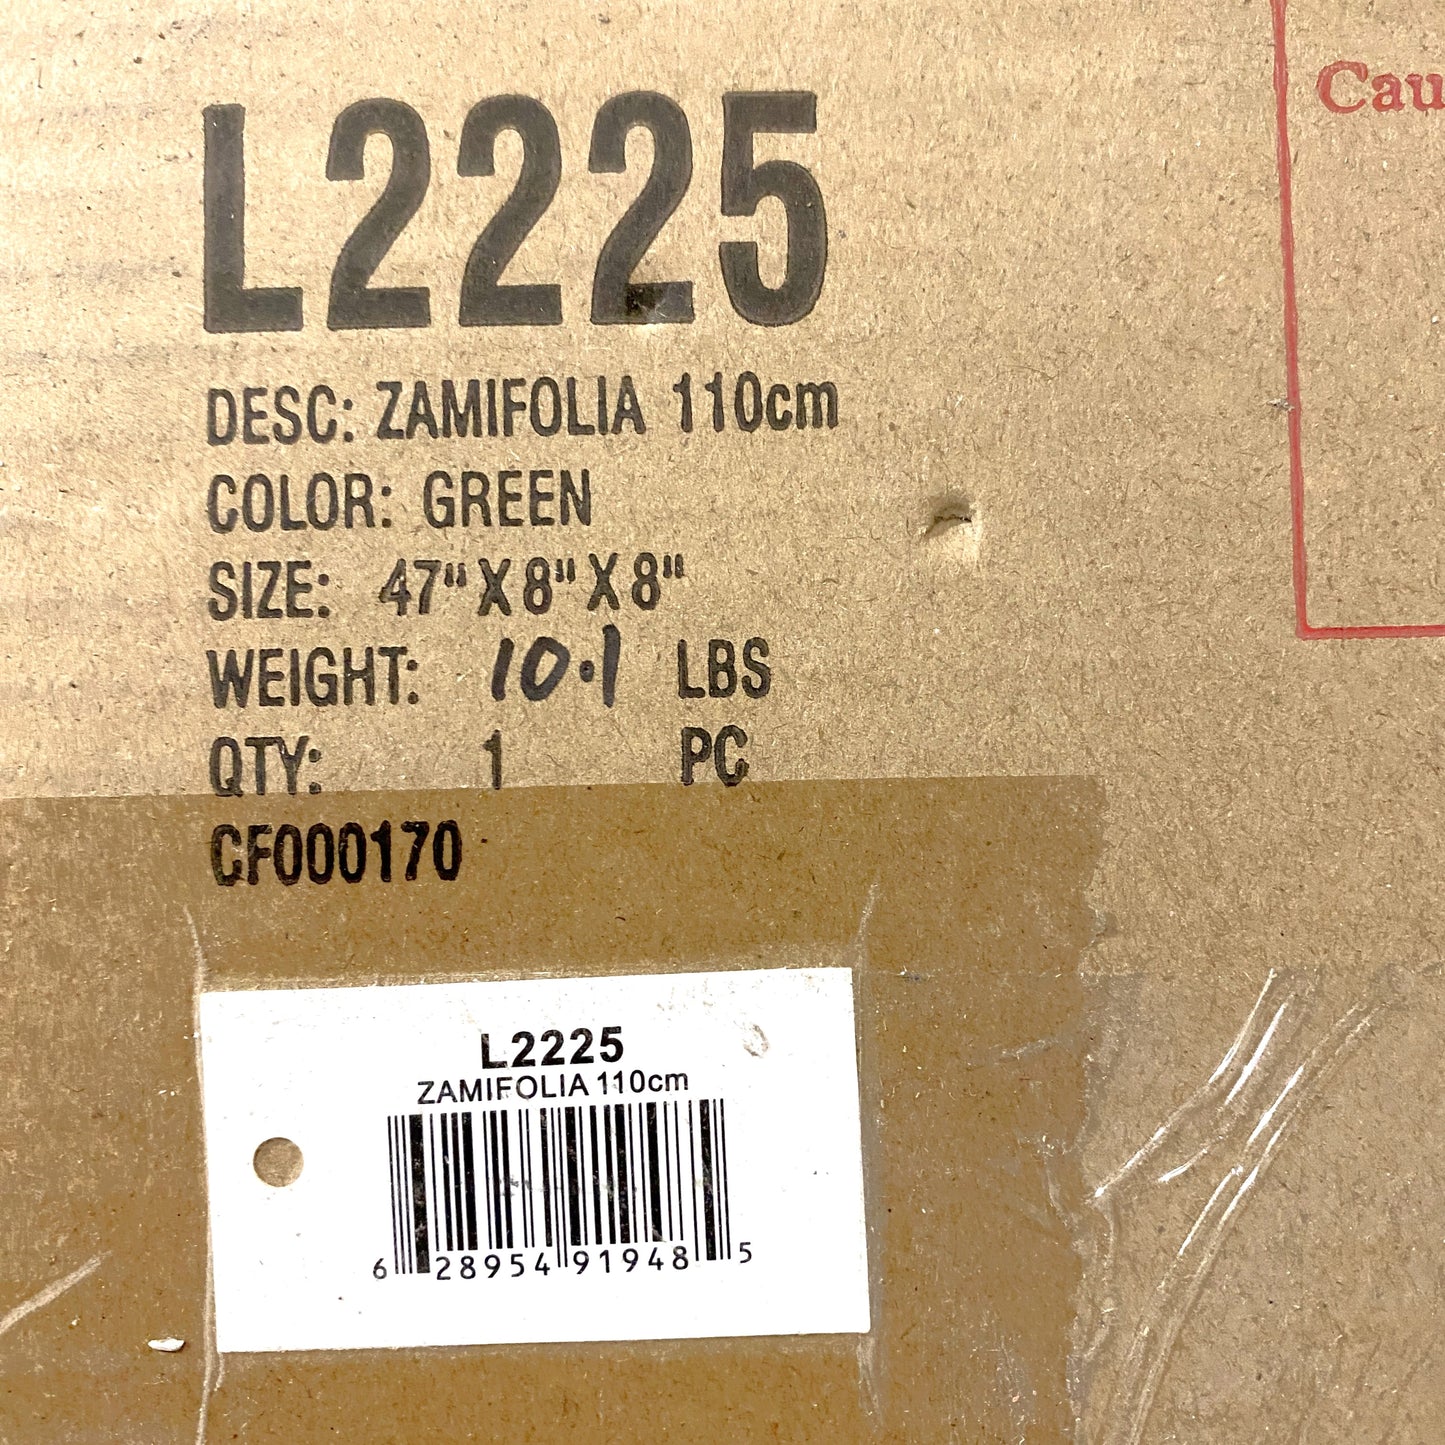 L2225
DESC: ZAMIFOLIA 110cm
COLOR: GREEN
SIZE: 47"X8"X8"
WEIGHT: 10.1 LBS
QTY: 1 PC
CF000170
L2225
ZAMIFOLIA 110cm
6 28954 91948 5